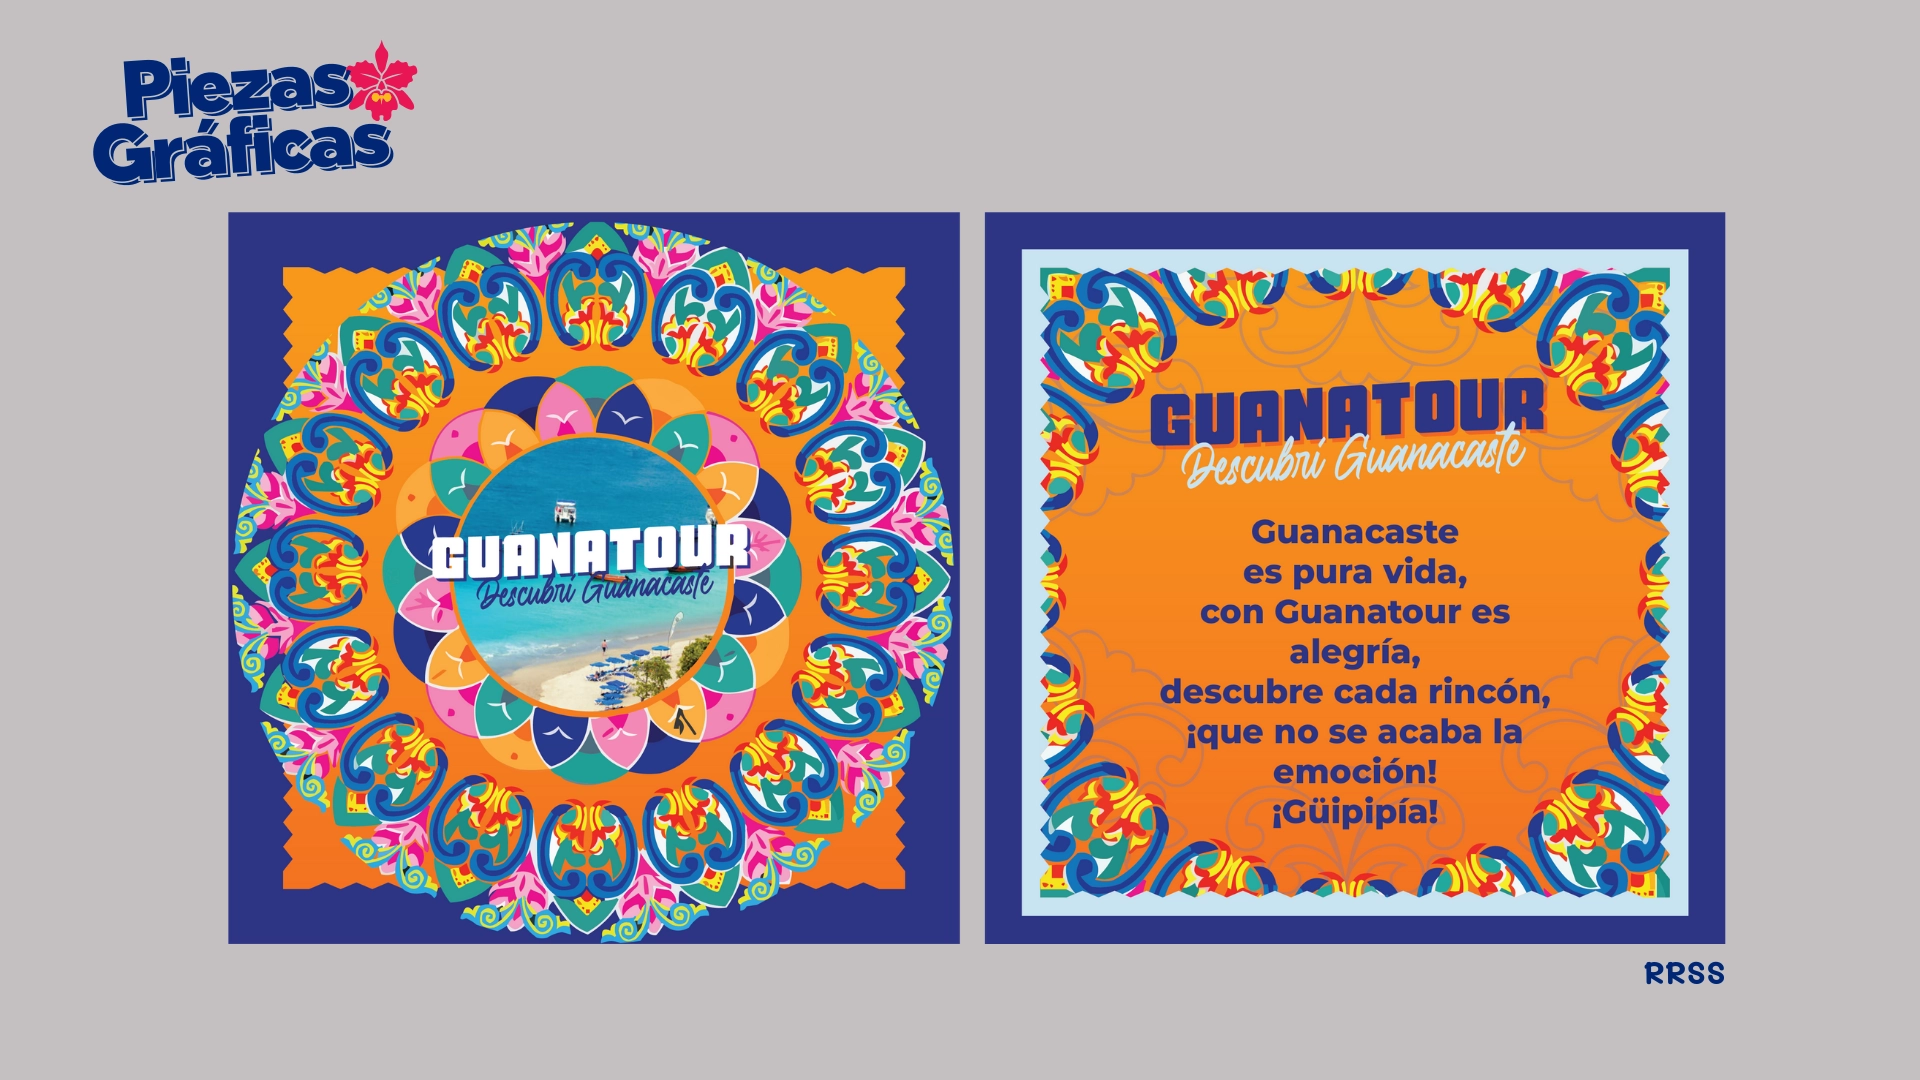 Piezas
Gráficas
GUANATOUR
Descubrí Guanacaste
GUANATOUR
Descubrí Guanacaste
Guanacaste
es pura vida,
con Guanatour es
alegría,
descubre cada rincón,
¡que no se acaba la
emoción!
¡Güipipía!
RRSS